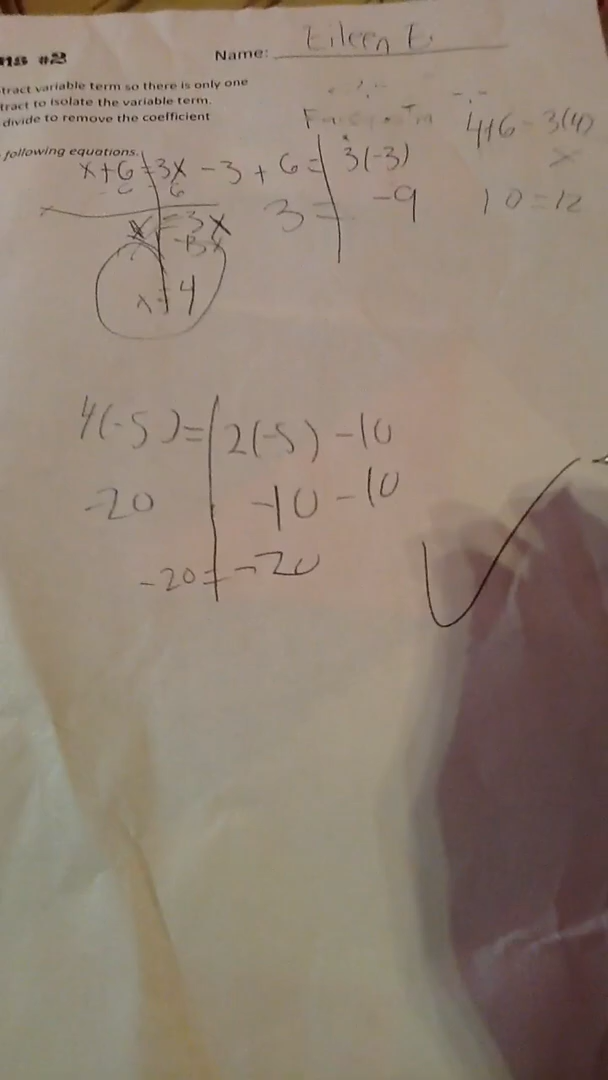 ns #2
Name: Eileen E.
tract variable term so there is only one
tract to isolate the variable term.
divide to remove the coefficient
following equations.
x+6=3x
6 6
x=3x
x=4
-3+6=3(-3)
3=-9
4+6-3(4)
x
10=12
4(-5)=2(-5)-10
-20 -10-10
-20=-20